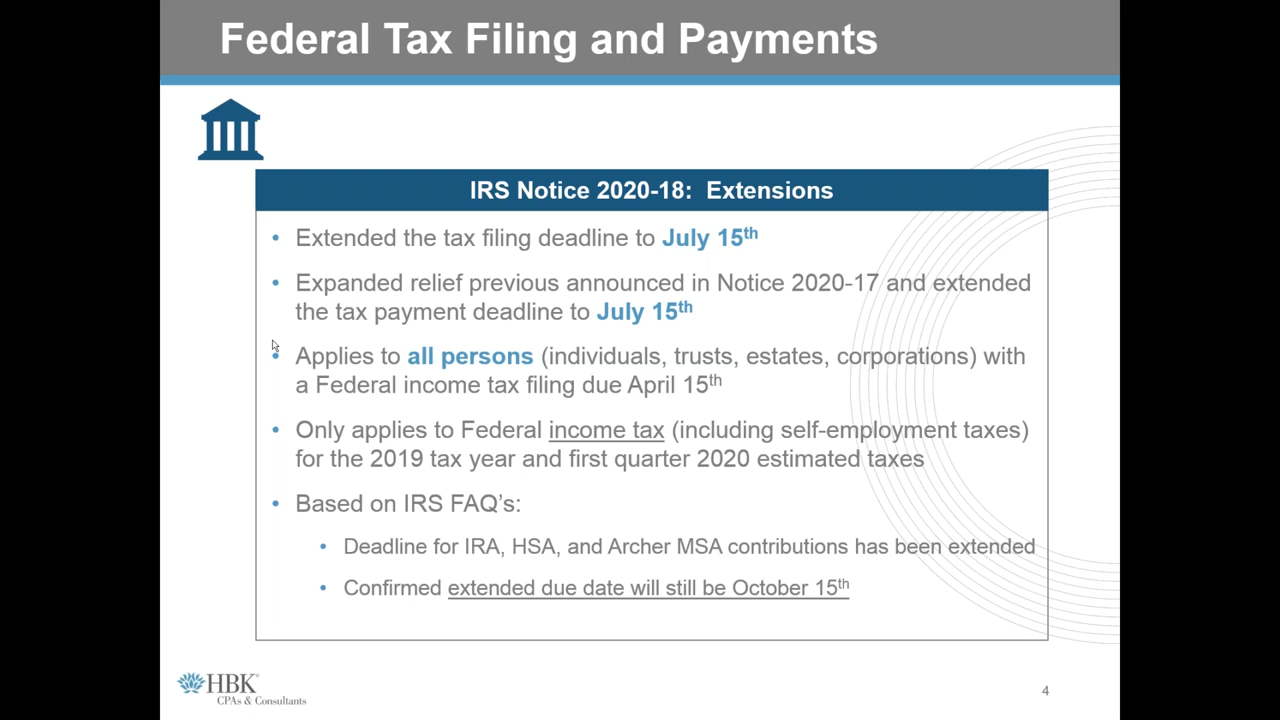 Federal Tax Filing and Payments
IRS Notice 2020-18: Extensions
• Extended the tax filing deadline to July 15th
• Expanded relief previous announced in Notice 2020-17 and extended
the tax payment deadline to July 15th
• Applies to all persons (individuals, trusts, estates, corporations) with
a Federal income tax filing due April 15th
• Only applies to Federal income tax (including self-employment taxes)
for the 2019 tax year and first quarter 2020 estimated taxes
• Based on IRS FAQ’s:
• Deadline for IRA, HSA, and Archer MSA contributions has been extended
• Confirmed extended due date will still be October 15th
HBK
CPAs & Consultants
4